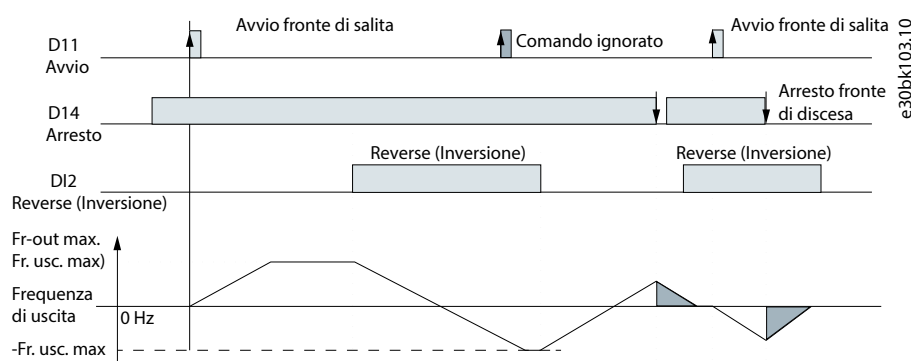 Avvio fronte di salita
Avvio fronte di salita
D11
Avvio
Comando ignorato
e30bk103.10
D14
Arresto
Arresto fronte
di discesa
Reverse (Inversione)
Reverse (Inversione)
DI2
Reverse (Inversione)
Fr-out max.
Fr. usc. max)
Frequenza
di uscita
0 Hz
-Fr. usc. max